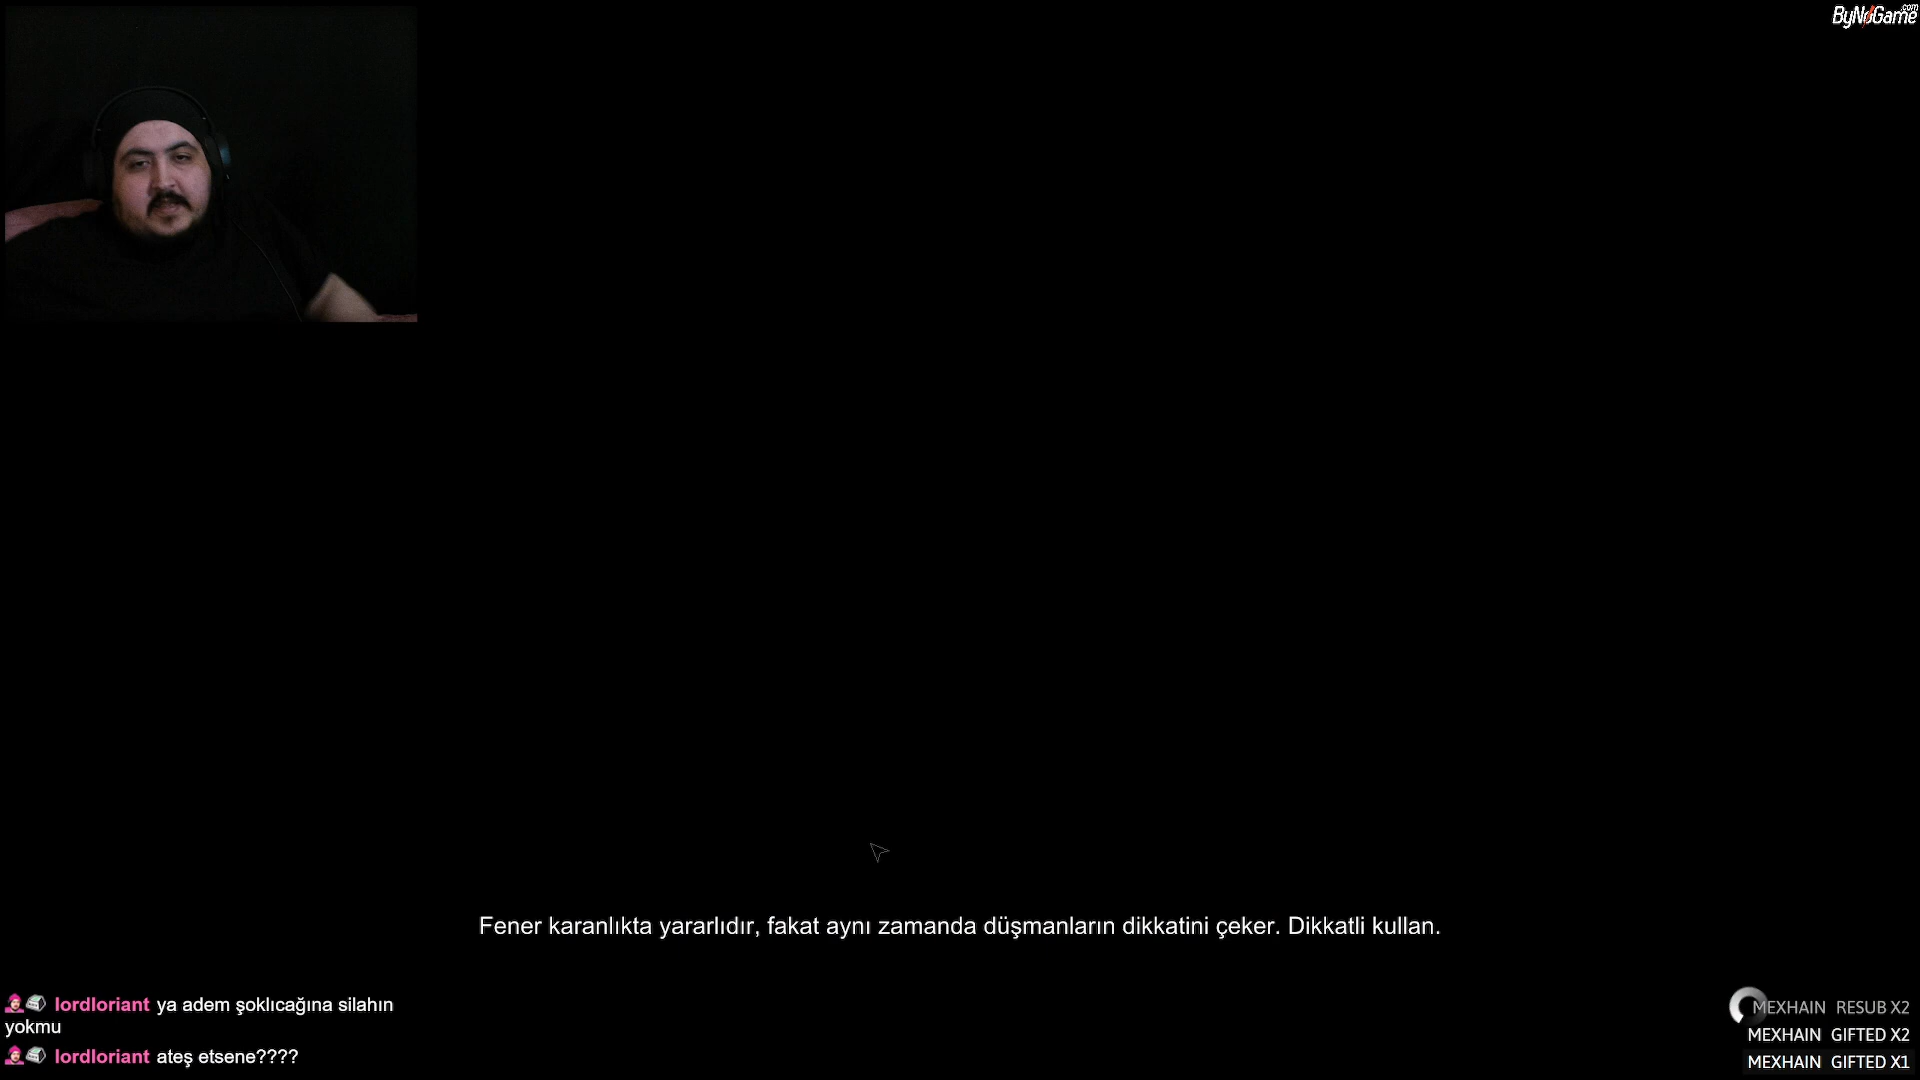 ByNoGame.com
Fener karanlıkta yararlıdır, fakat aynı zamanda düşmanların dikkatini çeker. Dikkatli kullan.
lordloriant ya adem şoklıcağına silahın
yokmu
lordloriant ateş etsene????
MEXHAIN RESUB X2
MEXHAIN GIFTED X2
MEXHAIN GIFTED X1